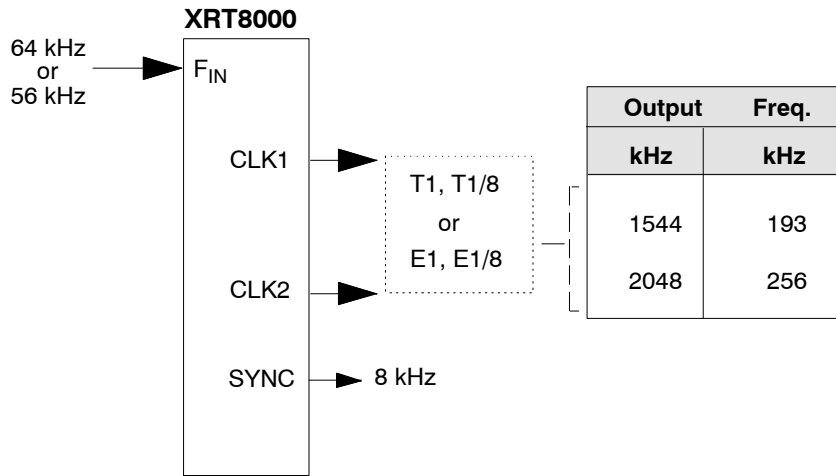 XRT8000
64 kHz
or
56 kHz
FIN
CLK1
CLK2
SYNC
8 kHz
T1, T1/8
or
E1, E1/8
Output Freq.
kHz kHz
1544 193
2048 256